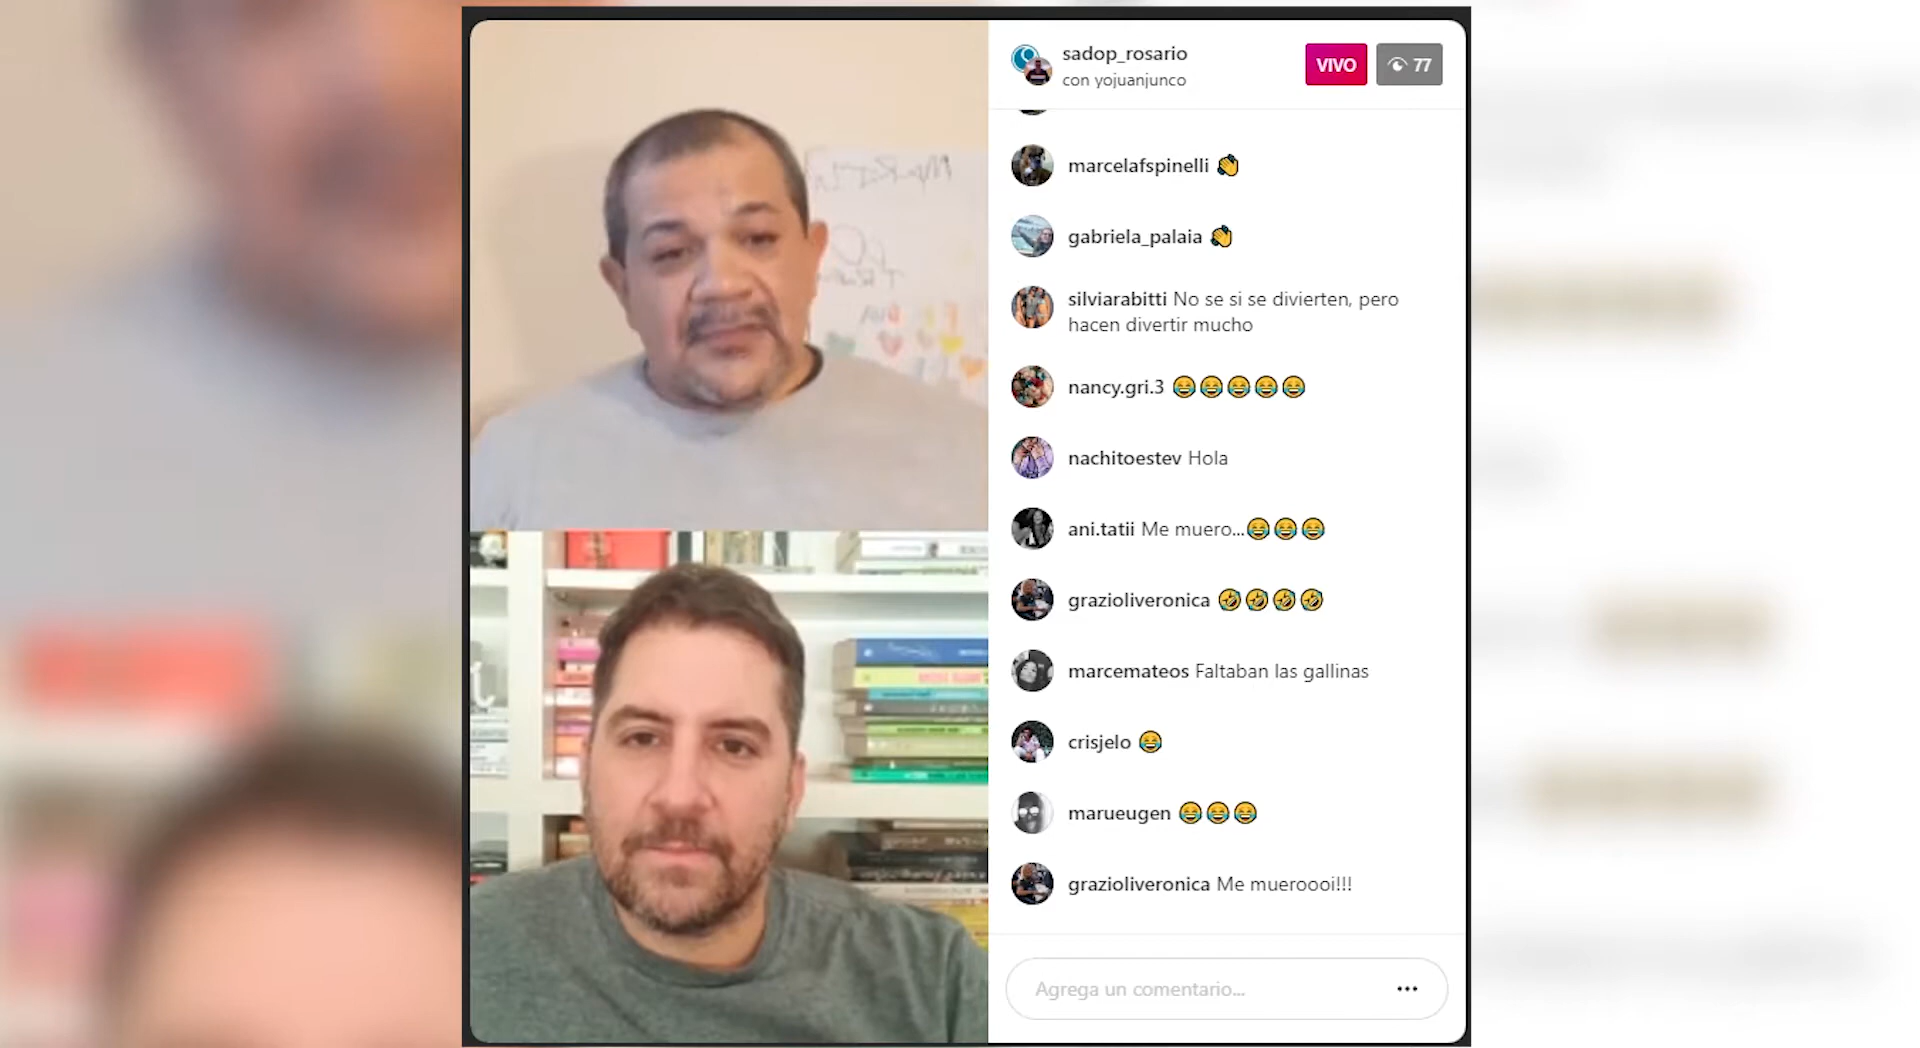 sadop_rosario
con yojuanjunco
VIVO
77
marcelafspinelli 👏
gabriela_palaia 👏
silviarabitti No se si se divierten, pero
hacen divertir mucho
nancy.gri.3 😂😂😂😂😂
nachitoestev Hola
ani.tatii Me muero...😂😂😂
grazioliveronica 🤣🤣🤣🤣
marcemateos Faltaban las gallinas
crisjelo 😂
marueugen 😂😂😂
grazioliveronica Me mueroooi!!!
Agrega un comentario...